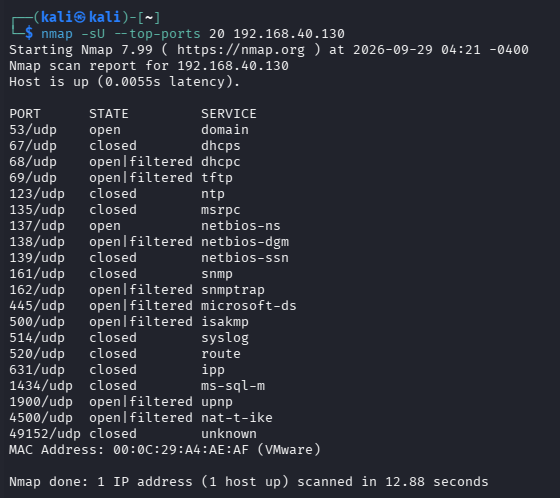 ┌──(kali㉿kali)-[~]
└─$ nmap -sU --top-ports 20 192.168.40.130
Starting Nmap 7.99 ( https://nmap.org ) at 2026-09-29 04:21 -0400
Nmap scan report for 192.168.40.130
Host is up (0.0055s latency).

PORT      STATE         SERVICE
53/udp    open          domain
67/udp    closed        dhcps
68/udp    open|filtered dhcpc
69/udp    open|filtered tftp
123/udp   closed        ntp
135/udp   closed        msrpc
137/udp   open          netbios-ns
138/udp   open|filtered netbios-dgm
139/udp   closed        netbios-ssn
161/udp   closed        snmp
162/udp   open|filtered snmptrap
445/udp   open|filtered microsoft-ds
500/udp   open|filtered isakmp
514/udp   closed        syslog
520/udp   closed        route
631/udp   closed        ipp
1434/udp  closed        ms-sql-m
1900/udp  open|filtered upnp
4500/udp  open|filtered nat-t-ike
49152/udp closed        unknown
MAC Address: 00:0C:29:A4:AE:AF (VMware)

Nmap done: 1 IP address (1 host up) scanned in 12.88 seconds